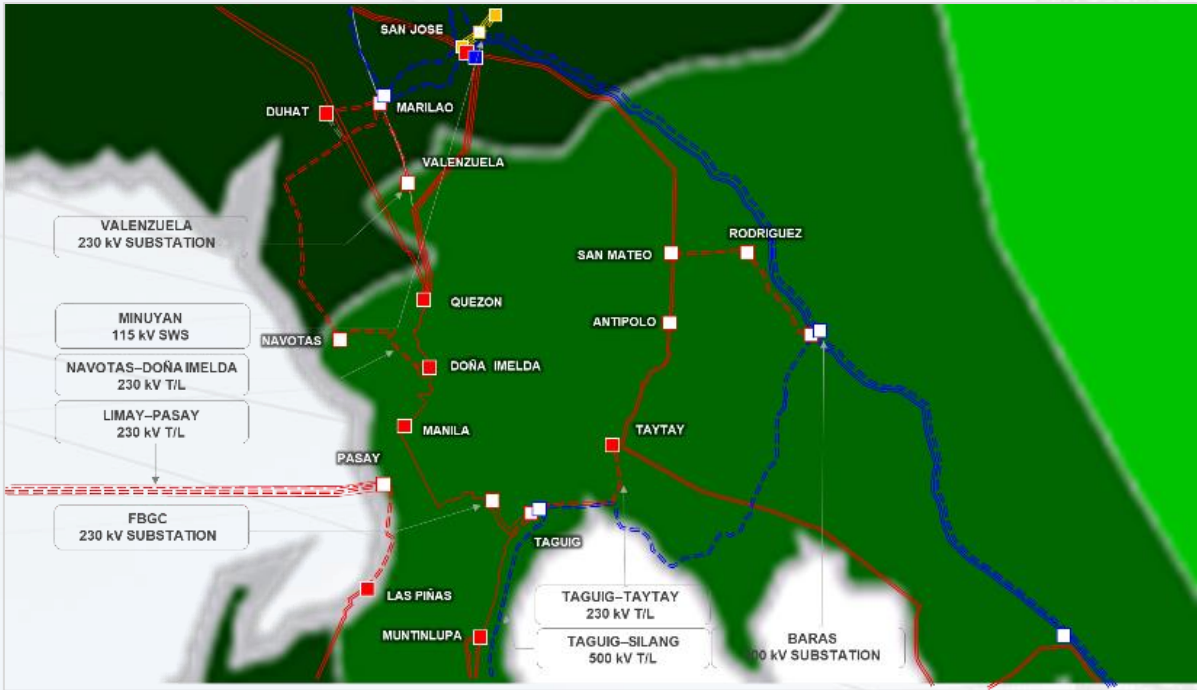 SAN JOSE
DUHAT
MARILAO
VALENZUELA
VALENZUELA
230 kV SUBSTATION
RODRIGUEZ
SAN MATEO
QUEZON
MINUYAN
115 kV SWS
ANTIPOLO
NAVOTAS
NAVOTAS–DOÑA IMELDA
230 kV T/L
DOÑA IMELDA
LIMAY–PASAY
230 kV T/L
MANILA
TAYTAY
PASAY
FBGC
230 kV SUBSTATION
TAGUIG
LAS PIÑAS
TAGUIG–TAYTAY
230 kV T/L
MUNTINLUPA
TAGUIG–SILANG
500 kV T/L
BARAS
00 kV SUBSTATION